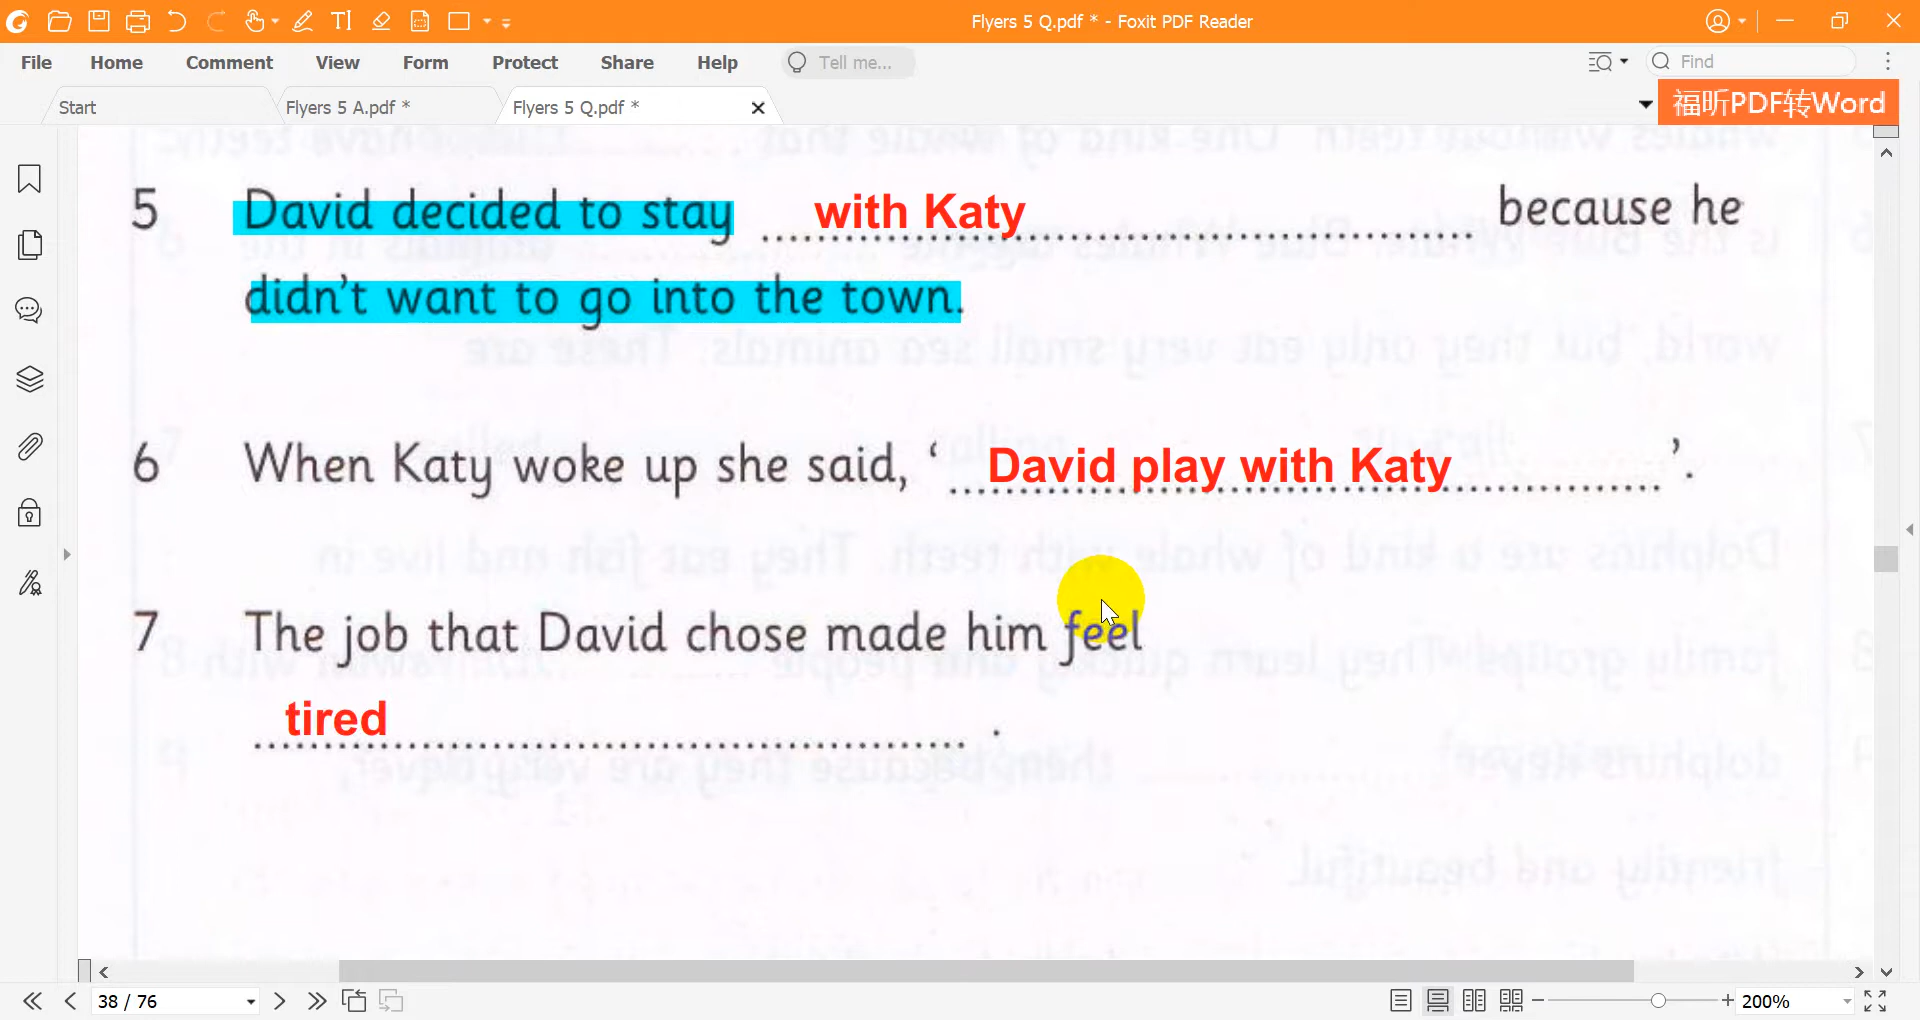 Flyers 5 Q.pdf * - Foxit PDF Reader
File Home Comment View Form Protect Share Help Tell me... Find
Start Flyers 5 A.pdf * Flyers 5 Q.pdf * 福昕PDF转Word
5 David decided to stay with Katy because he
didn't want to go into the town.
6 When Katy woke up she said, ' David play with Katy '.
7 The job that David chose made him feel
tired .
38 / 76 200%